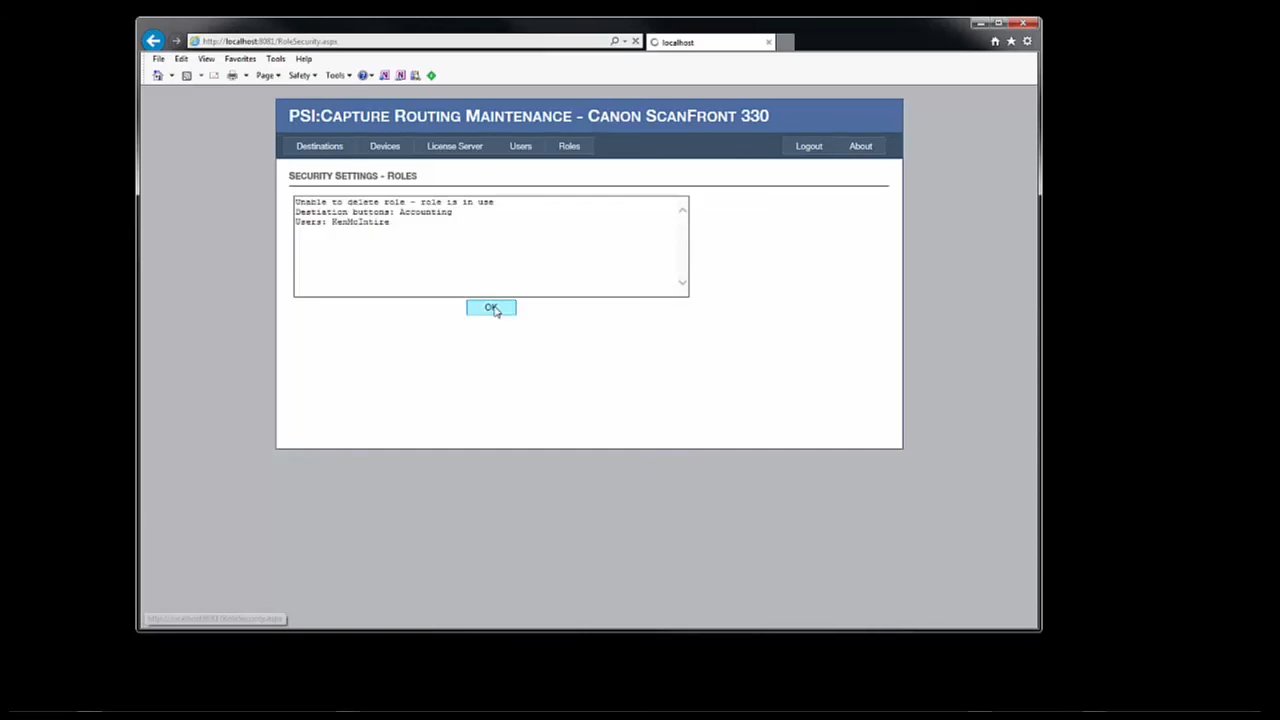 http://localhost:8081/RoleSecurity.aspx
localhost
File Edit View Favorites Tools Help
Page Safety Tools
PSI:CAPTURE ROUTING MAINTENANCE - CANON SCANFRONT 330
Destinations Devices License Server Users Roles Logout About
SECURITY SETTINGS - ROLES
Unable to delete role - role is in use
Destiation buttons: Accounting
Users: KenMcIntire
OK